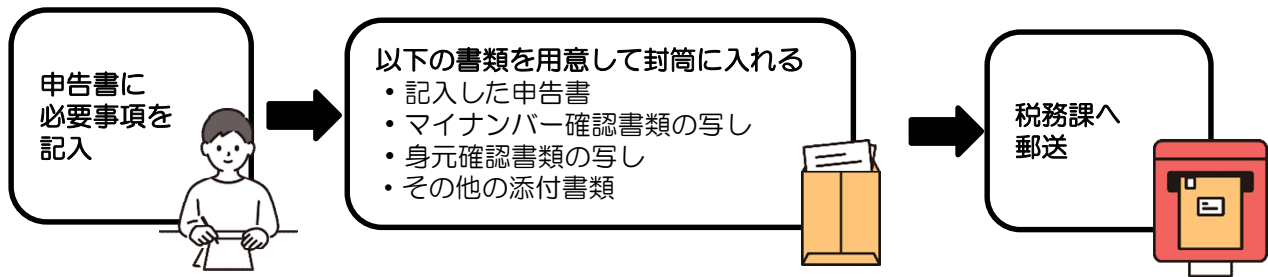 申告書に
必要事項を
記入
以下の書類を用意して封筒に入れる
・記入した申告書
・マイナンバー確認書類の写し
・身元確認書類の写し
・その他の添付書類
税務課へ
郵送